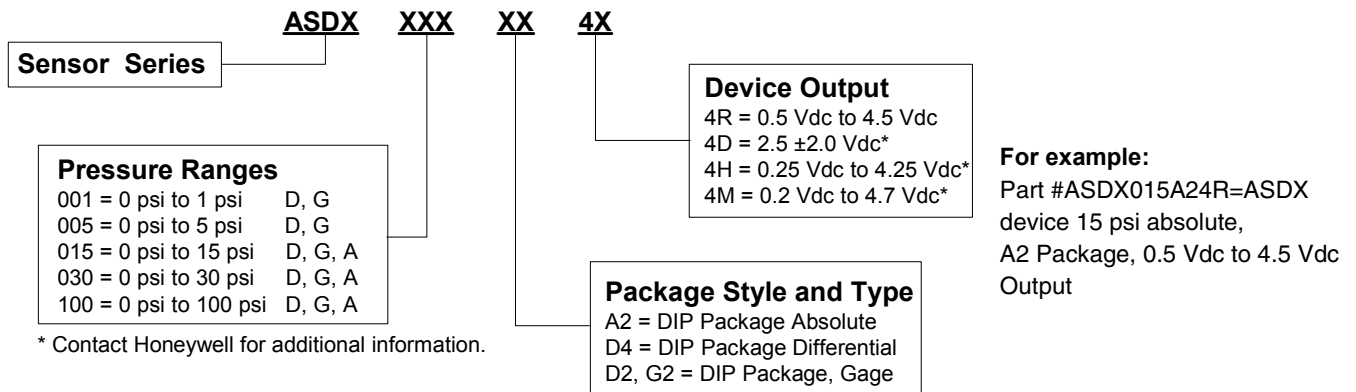 ASDX XXX XX 4X
Sensor Series
Device Output
4R = 0.5 Vdc to 4.5 Vdc
4D = 2.5 ±2.0 Vdc*
4H = 0.25 Vdc to 4.25 Vdc*
4M = 0.2 Vdc to 4.7 Vdc*
Pressure Ranges
001 = 0 psi to 1 psi D, G
005 = 0 psi to 5 psi D, G
015 = 0 psi to 15 psi D, G, A
030 = 0 psi to 30 psi D, G, A
100 = 0 psi to 100 psi D, G, A
* Contact Honeywell for additional information.
Package Style and Type
A2 = DIP Package Absolute
D4 = DIP Package Differential
D2, G2 = DIP Package, Gage
For example:
Part #ASDX015A24R=ASDX
device 15 psi absolute,
A2 Package, 0.5 Vdc to 4.5 Vdc
Output